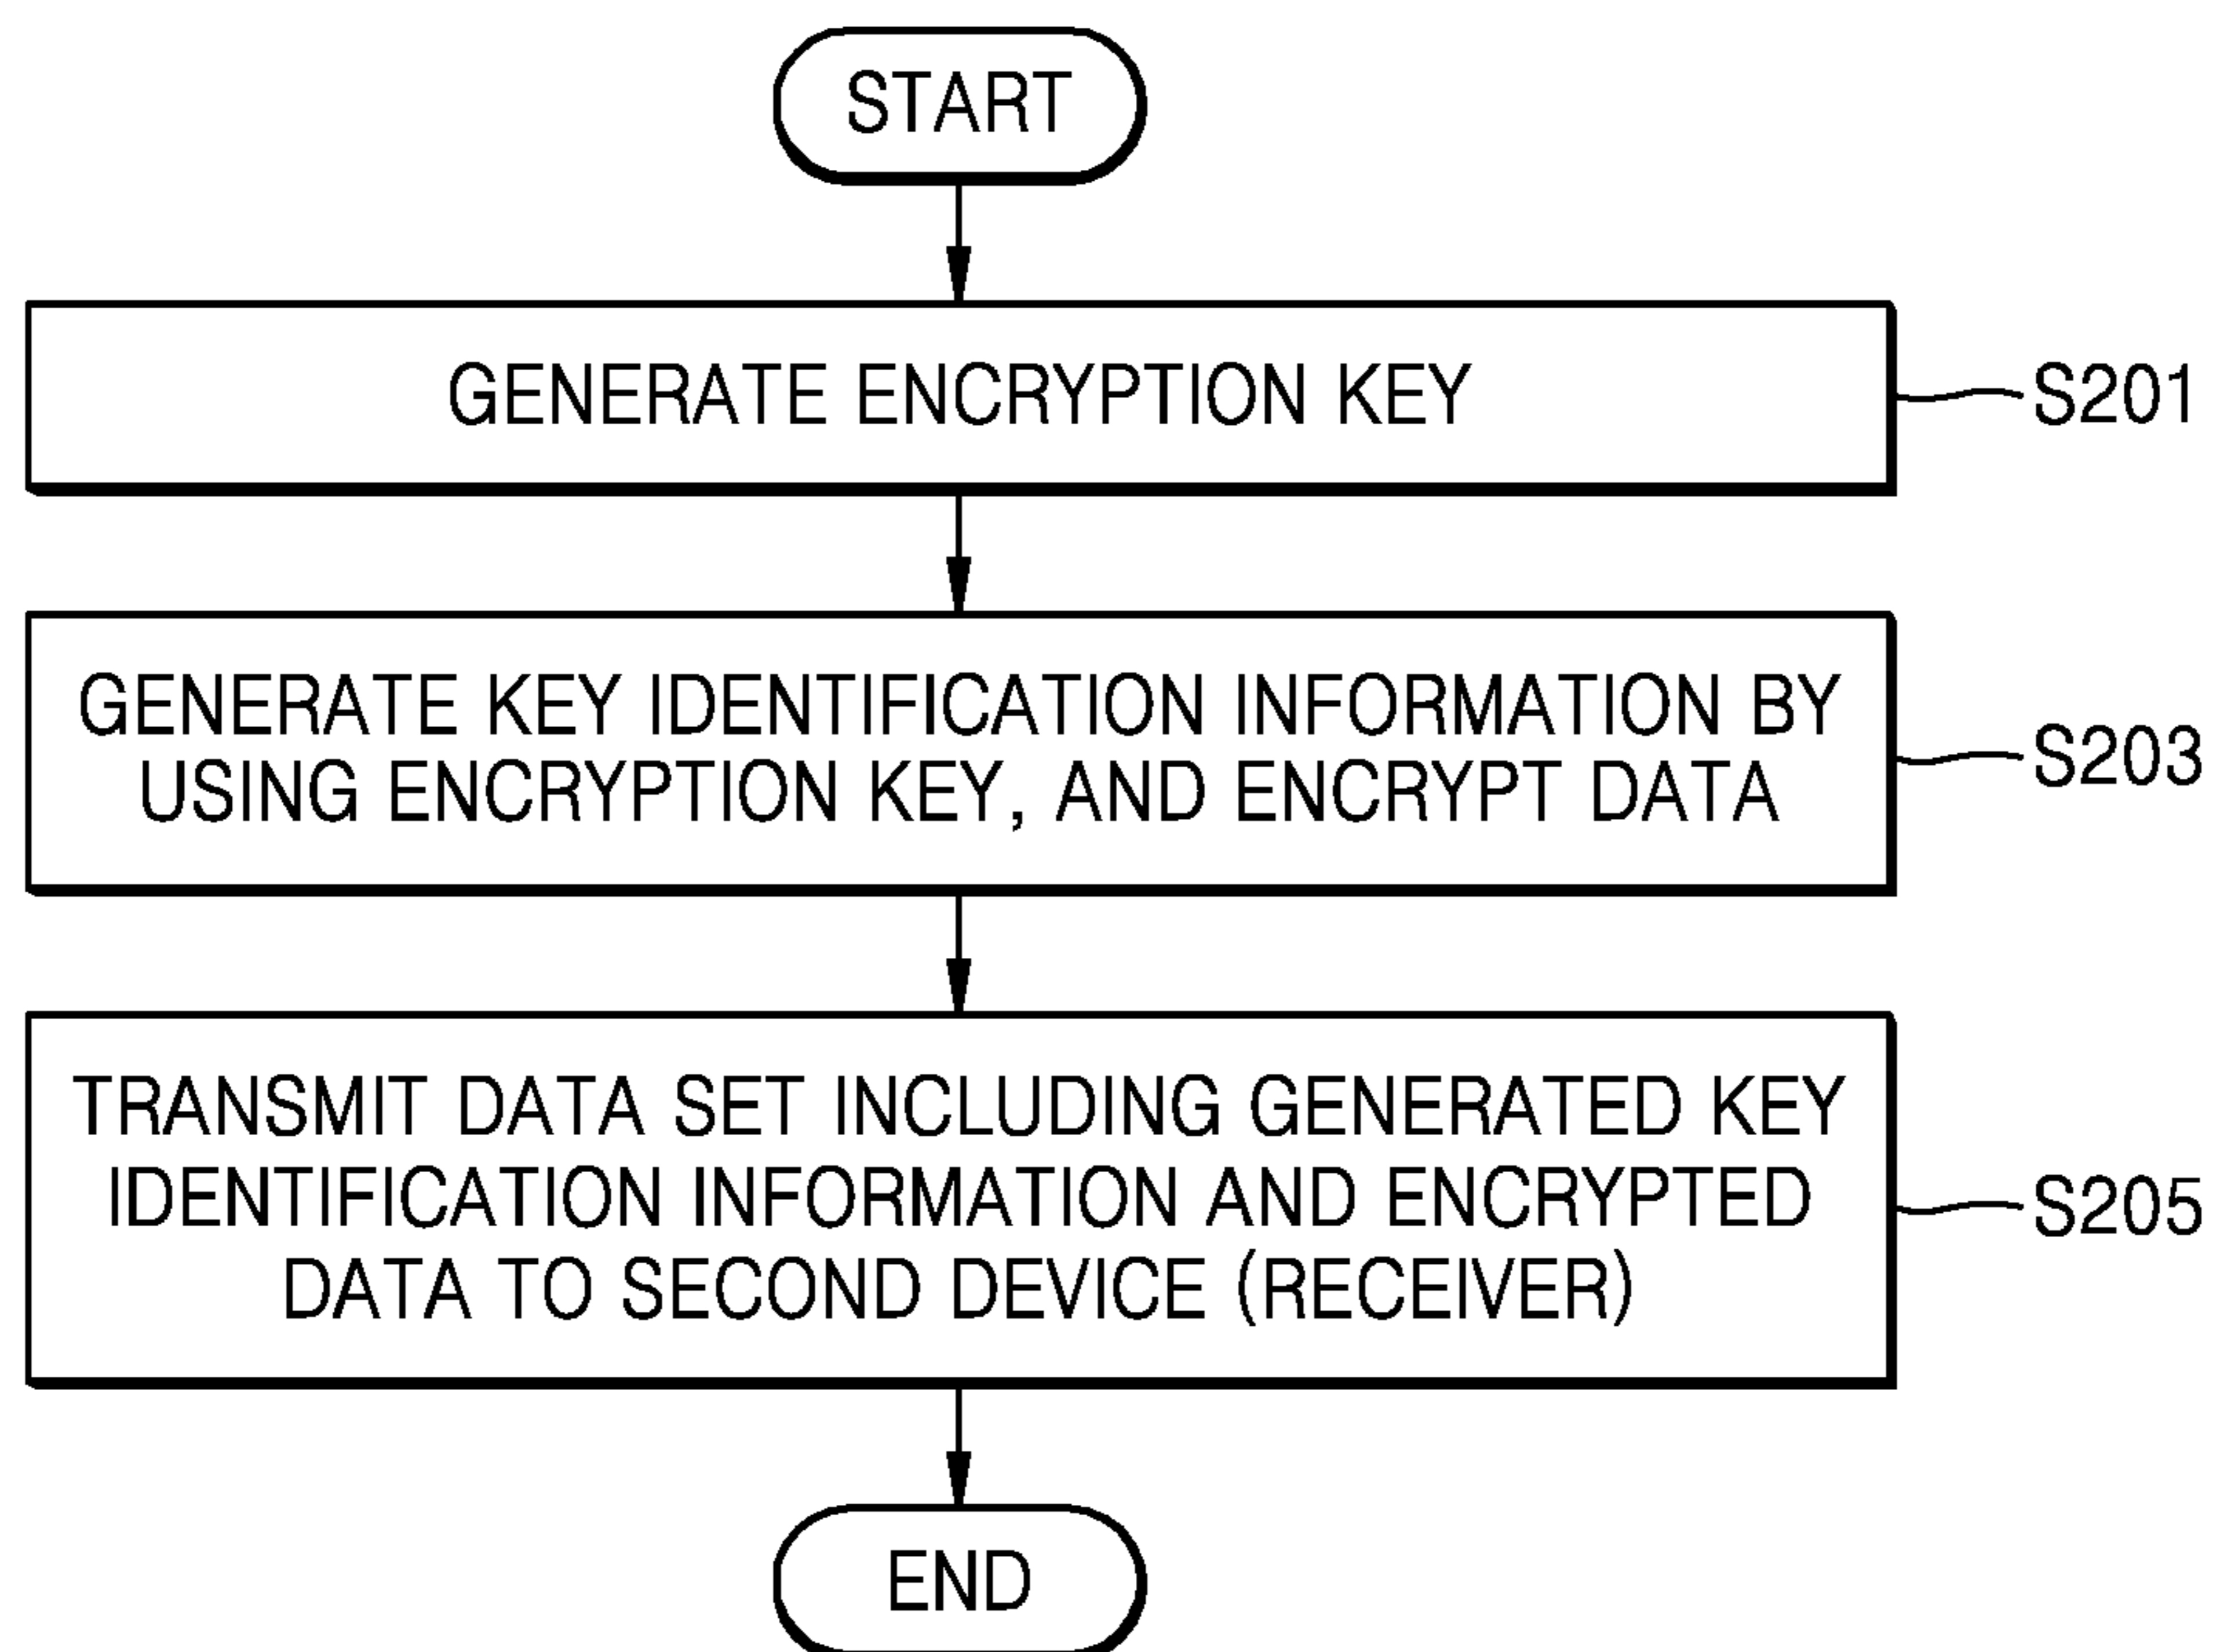 START
GENERATE ENCRYPTION KEY
S201
GENERATE KEY IDENTIFICATION INFORMATION BY
USING ENCRYPTION KEY, AND ENCRYPT DATA
S203
TRANSMIT DATA SET INCLUDING GENERATED KEY
IDENTIFICATION INFORMATION AND ENCRYPTED
DATA TO SECOND DEVICE (RECEIVER)
S205
END